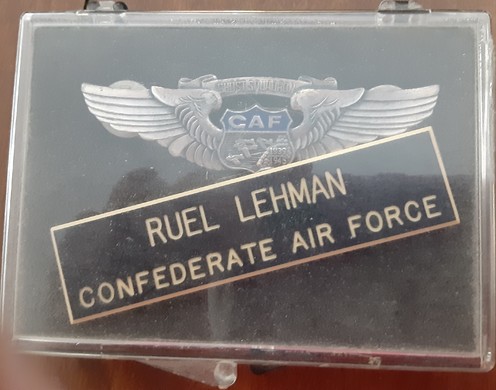 CAF
RUEL LEHMAN
CONFEDERATE AIR FORCE